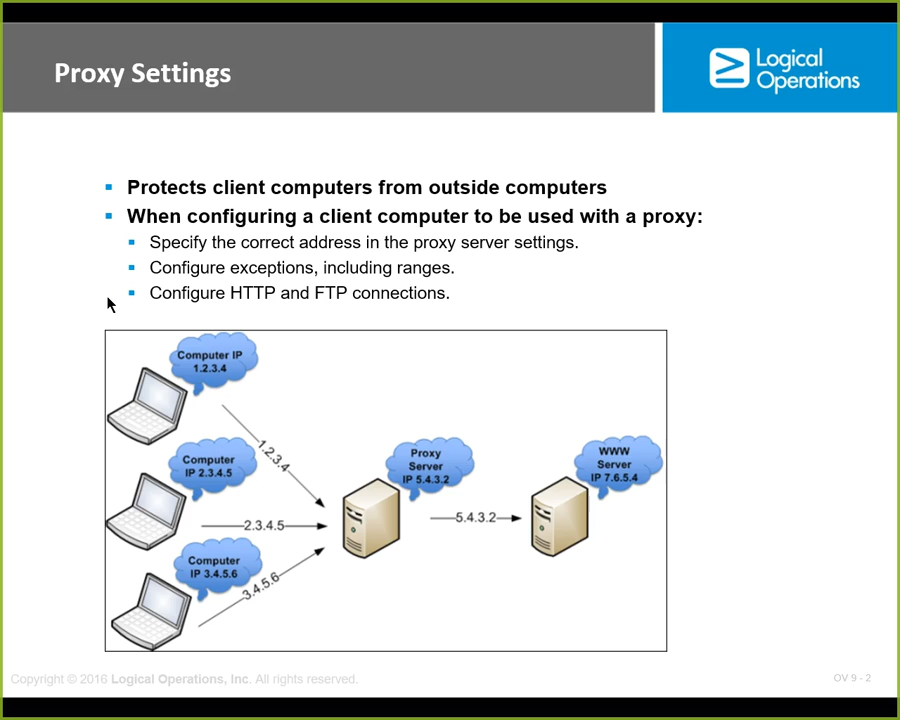 Proxy Settings
Logical
Operations
Protects client computers from outside computers
When configuring a client computer to be used with a proxy:
Specify the correct address in the proxy server settings.
Configure exceptions, including ranges.
Configure HTTP and FTP connections.
Computer IP
1.2.3.4
1.2.3.4
Computer
IP 2.3.4.5
2.3.4.5
Computer
IP 3.4.5.6
3.4.5.6
Proxy
Server
IP 5.4.3.2
5.4.3.2
WWW
Server
IP 7.6.5.4
Copyright © 2016 Logical Operations, Inc. All rights reserved.
OV 9 - 2